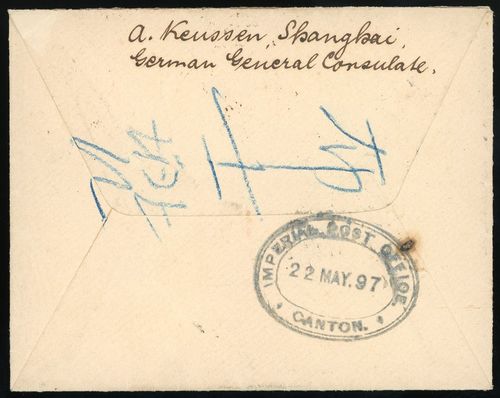 A. Keussen, Shanghai,
German General Consulate.
IMPERIAL POST OFFICE.
22 MAY. 97
CANTON.